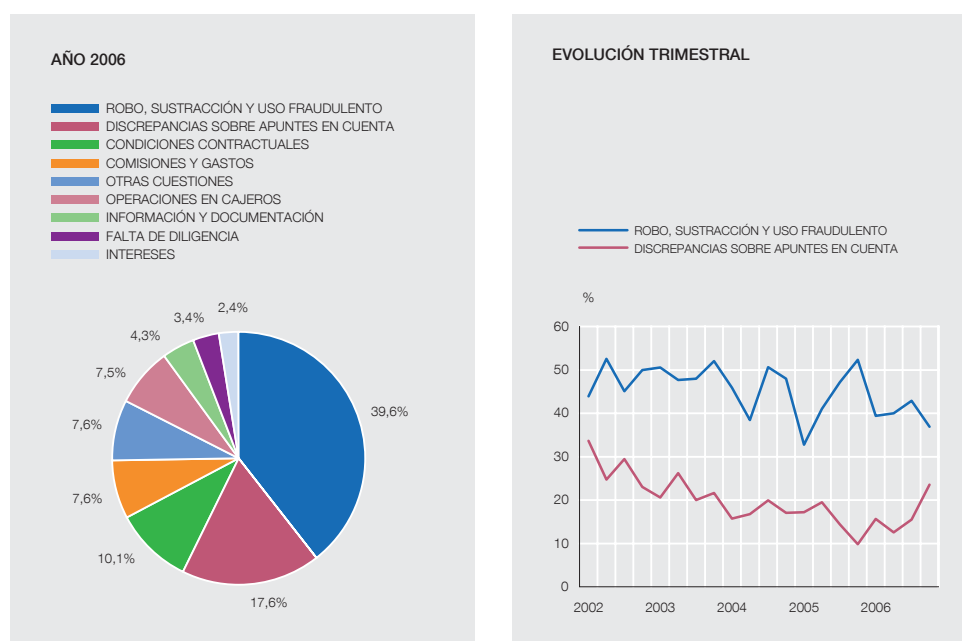 AÑO 2006
ROBO, SUSTRACCIÓN Y USO FRAUDULENTO
DISCREPANCIAS SOBRE APUNTES EN CUENTA
CONDICIONES CONTRACTUALES
COMISIONES Y GASTOS
OTRAS CUESTIONES
OPERACIONES EN CAJEROS
INFORMACIÓN Y DOCUMENTACIÓN
FALTA DE DILIGENCIA
INTERESES
2,4%
3,4%
4,3%
7,5%
39,6%
7,6%
7,6%
10,1%
17,6%
EVOLUCIÓN TRIMESTRAL
ROBO, SUSTRACCIÓN Y USO FRAUDULENTO
DISCREPANCIAS SOBRE APUNTES EN CUENTA
%
60
50
40
30
20
10
0
2002 2003 2004 2005 2006